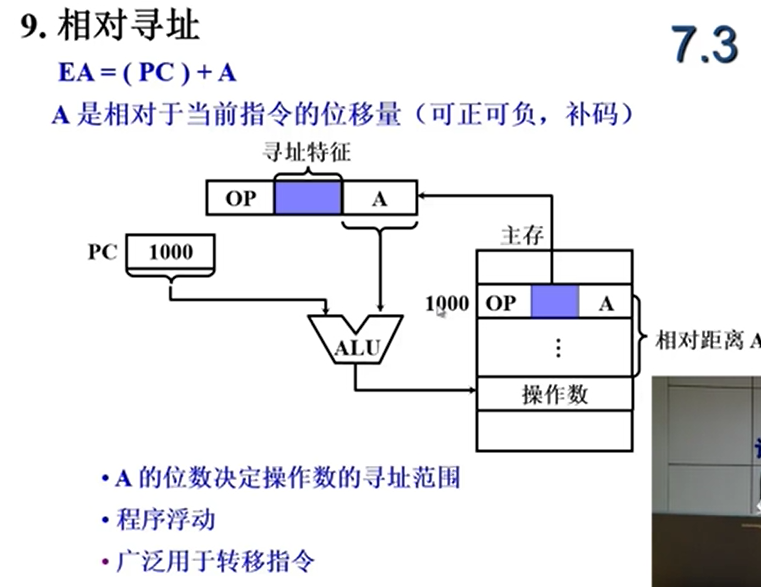 9. 相对寻址
7.3
EA = ( PC ) + A
A 是相对于当前指令的位移量（可正可负，补码）
寻址特征
OP A
PC 1000
主存
1000 OP A
ALU
⋮
相对距离 A
操作数
• A 的位数决定操作数的寻址范围
• 程序浮动
• 广泛用于转移指令